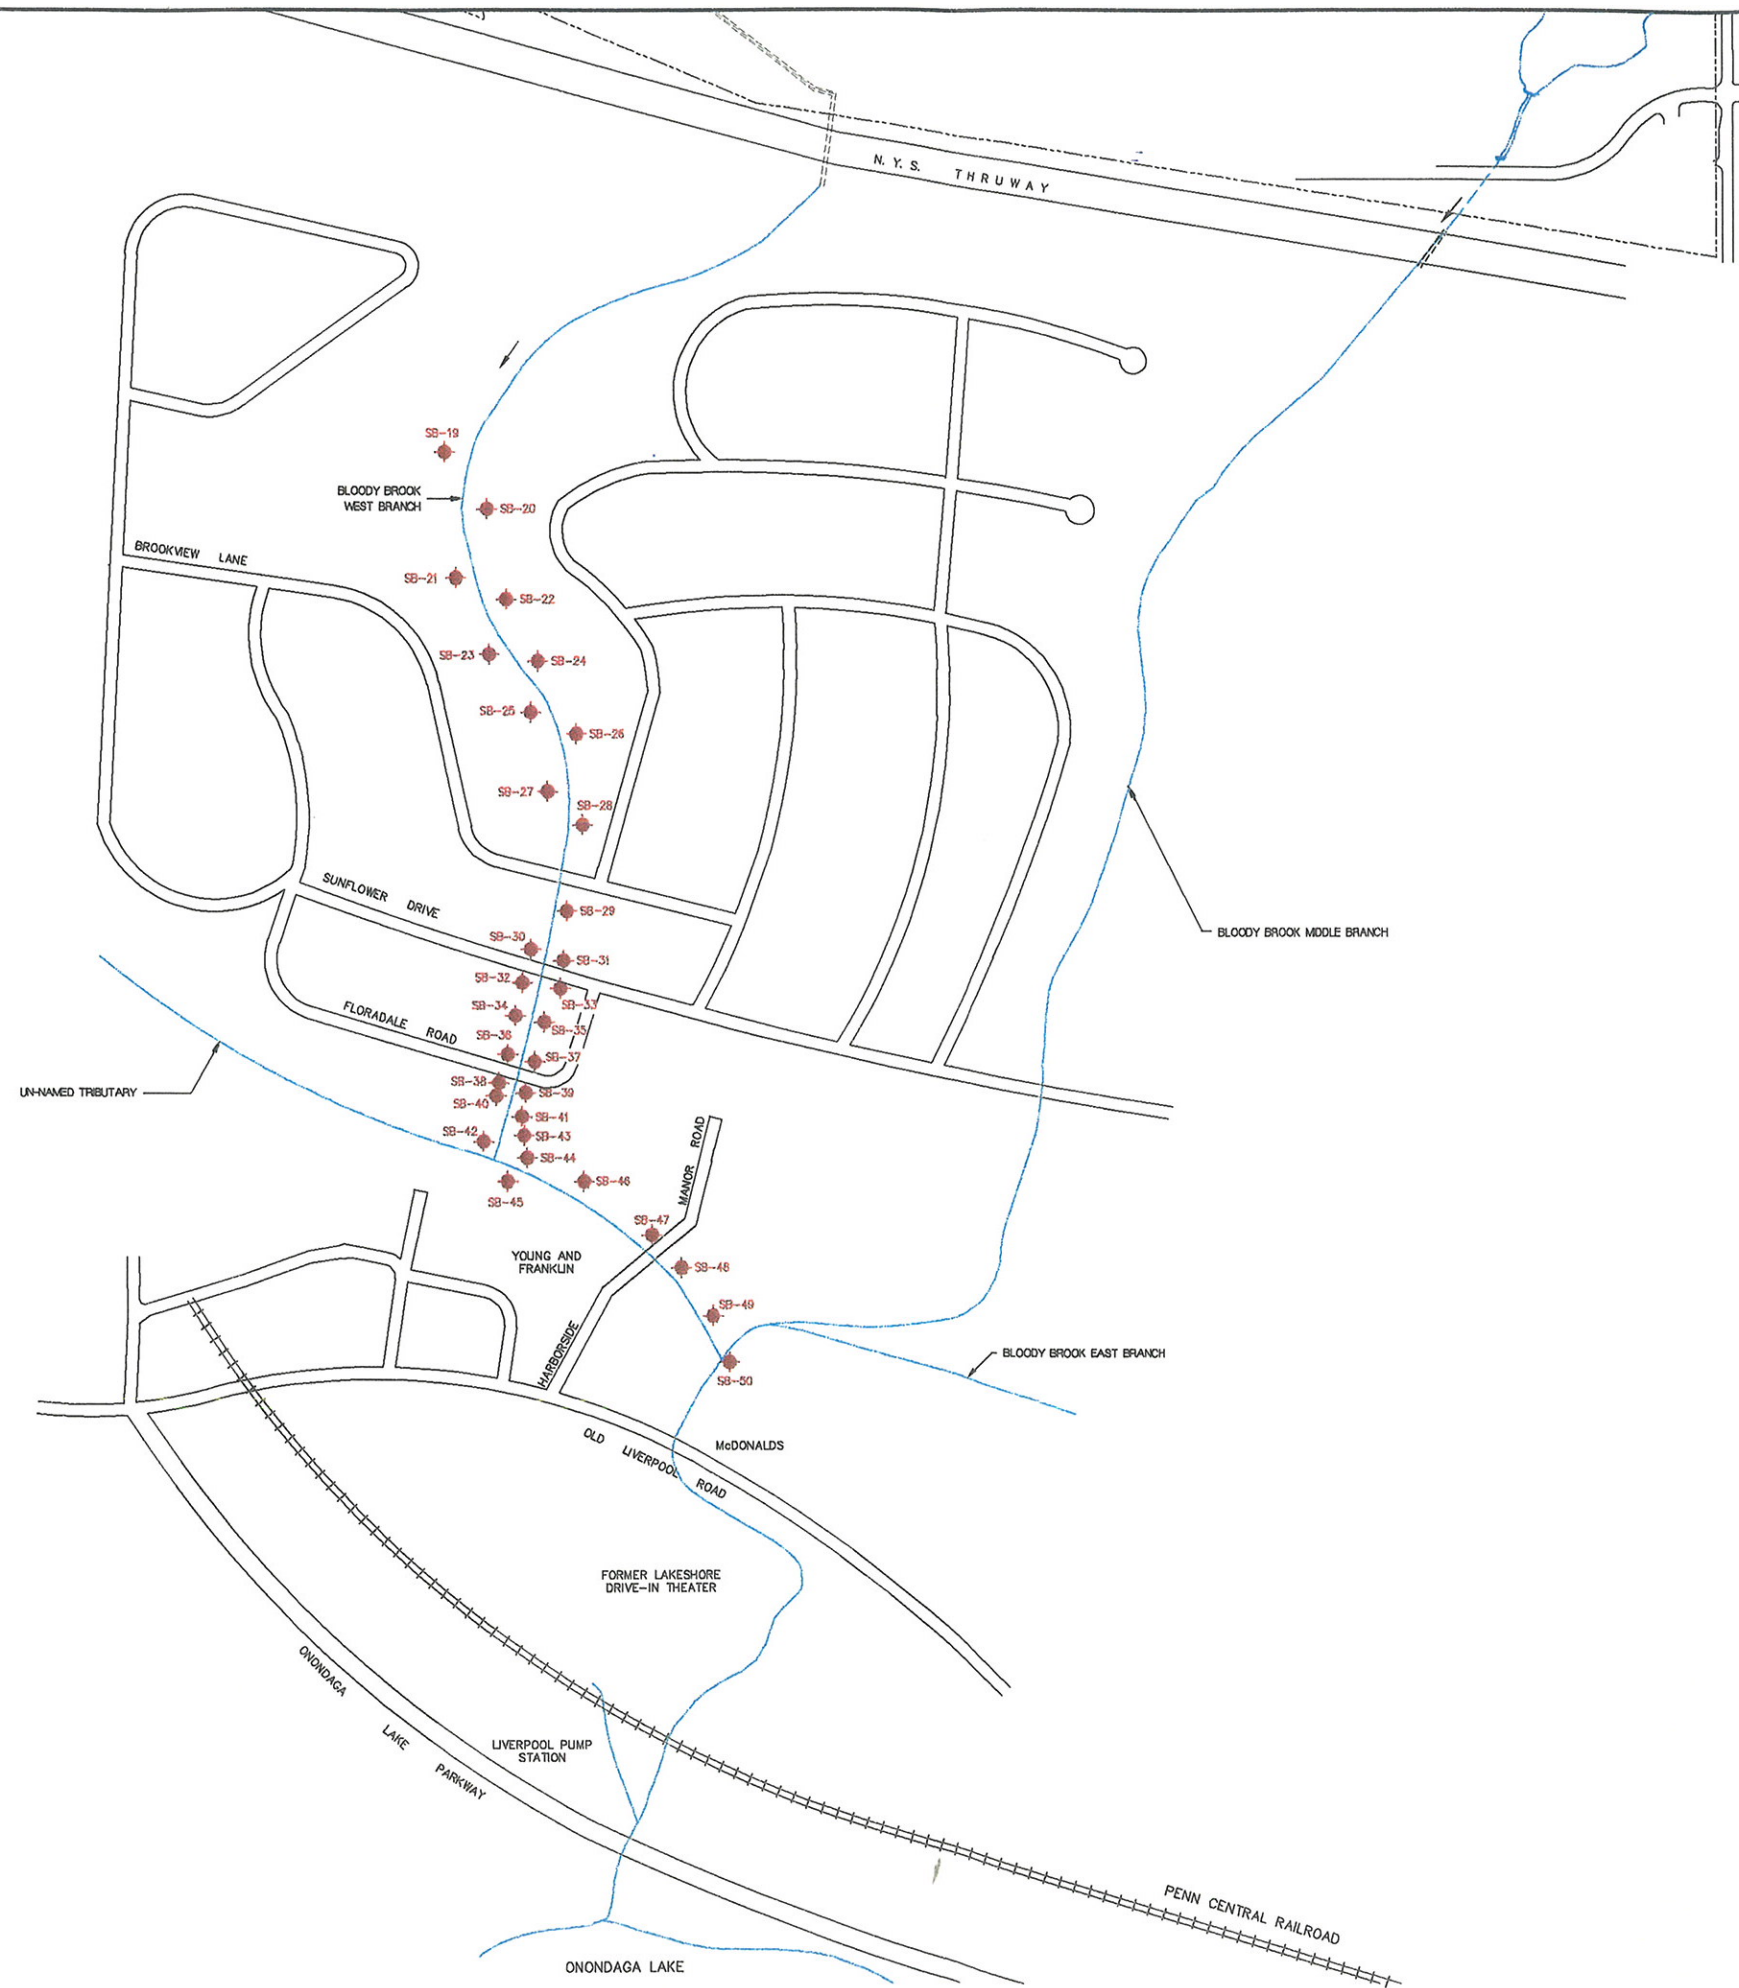 N.Y.S. THRUWAY
SB-19
BLOODY BROOK
WEST BRANCH
SB-20
BROOKVIEW LANE
SB-21
SB-22
SB-23
SB-24
SB-25
SB-26
SB-27
SB-28
SUNFLOWER DRIVE
SB-29
BLOODY BROOK MIDDLE BRANCH
SB-30
SB-31
SB-32
SB-33
SB-34
FLORADALE ROAD
SB-35
SB-36
SB-37
SB-38
UN-NAMED TRIBUTARY
SB-39
SB-40
SB-41
SB-42
SB-43
SB-44
MANOR ROAD
SB-45
SB-46
SB-47
YOUNG AND
FRANKLIN
SB-48
SB-49
HARBORSIDE
BLOODY BROOK EAST BRANCH
SB-50
OLD LIVERPOOL ROAD
McDONALDS
FORMER LAKESHORE
DRIVE-IN THEATER
ONONDAGA LAKE PARKWAY
LIVERPOOL PUMP
STATION
PENN CENTRAL RAILROAD
ONONDAGA LAKE